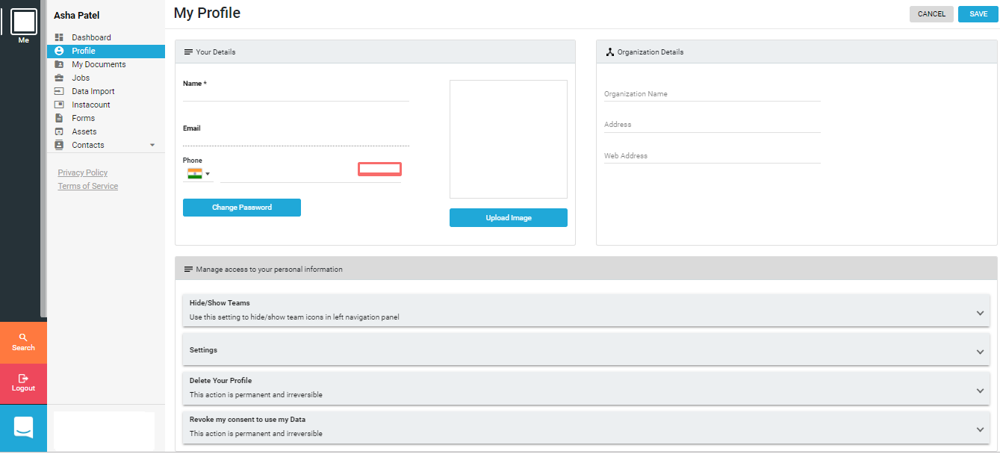 Me
Search
Logout
Asha Patel
Dashboard
Profile
My Documents
Jobs
Data Import
Instacount
Forms
Assets
Contacts
Privacy Policy
Terms of Service
My Profile
CANCEL
SAVE
Your Details
Name *
Email
Phone
Change Password
Upload Image
Organization Details
Organization Name
Address
Web Address
Manage access to your personal information
Hide/Show Teams
Use this setting to hide/show team icons in left navigation panel
Settings
Delete Your Profile
This action is permanent and irreversible
Revoke my consent to use my Data
This action is permanent and irreversible